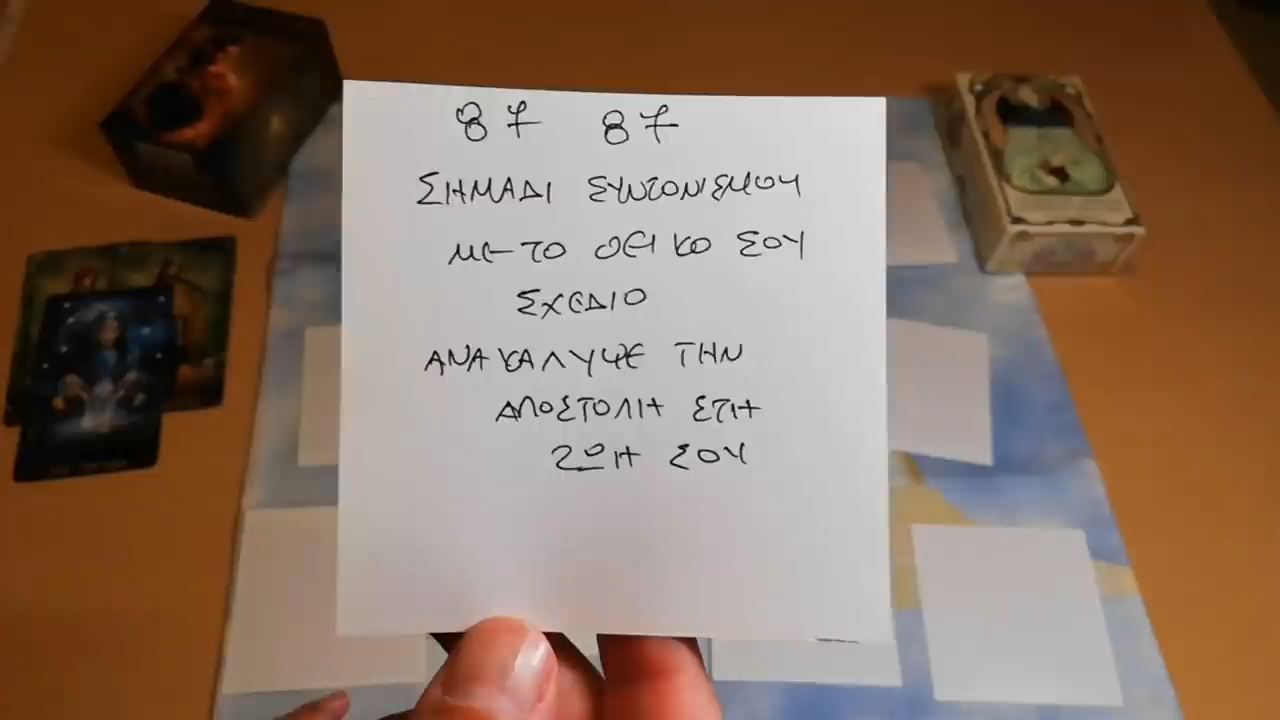 87 87
ΣΗΜΑΔΙ ΣΥΝΤΟΝΙΣΜΟΥ
ΜΕ ΤΟ ΘΕΙΚΟ ΣΟΥ
ΣΧΕΔΙΟ
ΑΝΑΚΑΛΥΨΕ ΤΗΝ
ΑΠΟΣΤΟΛΗ ΣΤΗ
ΖΩΗ ΣΟΥ